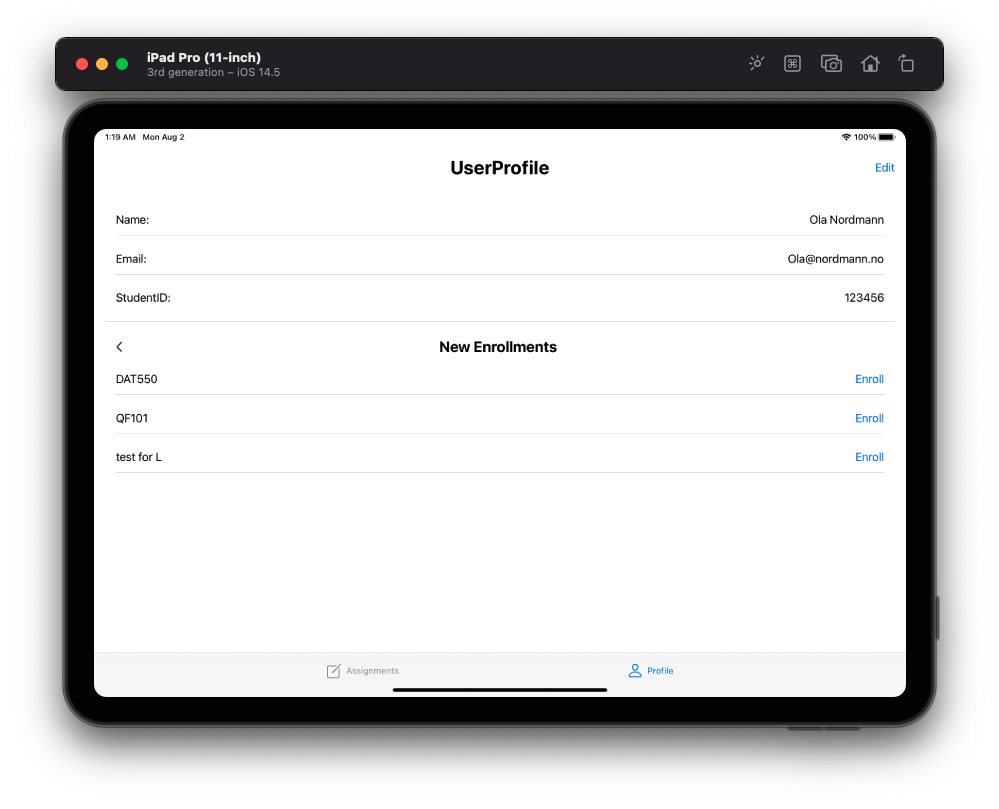 iPad Pro (11-inch)
3rd generation – iOS 14.5
1:19 AM Mon Aug 2 100%
UserProfile Edit
Name: Ola Nordmann
Email: Ola@nordmann.no
StudentID: 123456
New Enrollments
DAT550 Enroll
QF101 Enroll
test for L Enroll
Assignments Profile